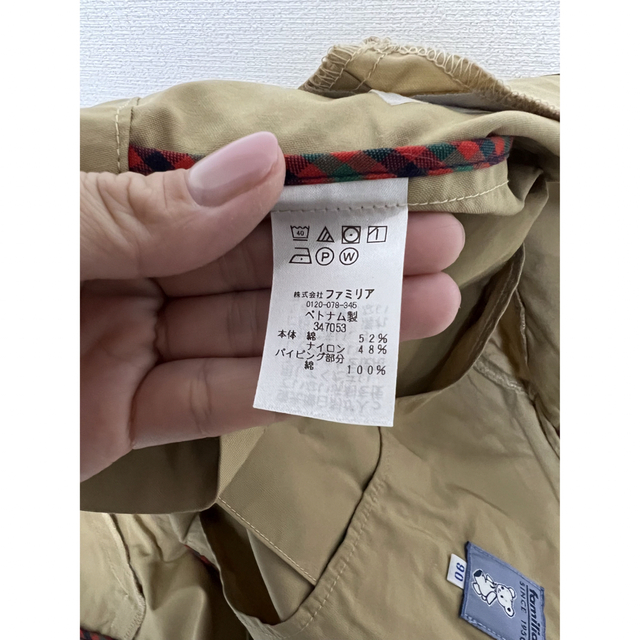 40
P W
株式会社 ファミリア
0120-078-345
ベトナム製
347053
本体 綿 52%
ナイロン 48%
パイピング部分
綿 100%
90
SINCE